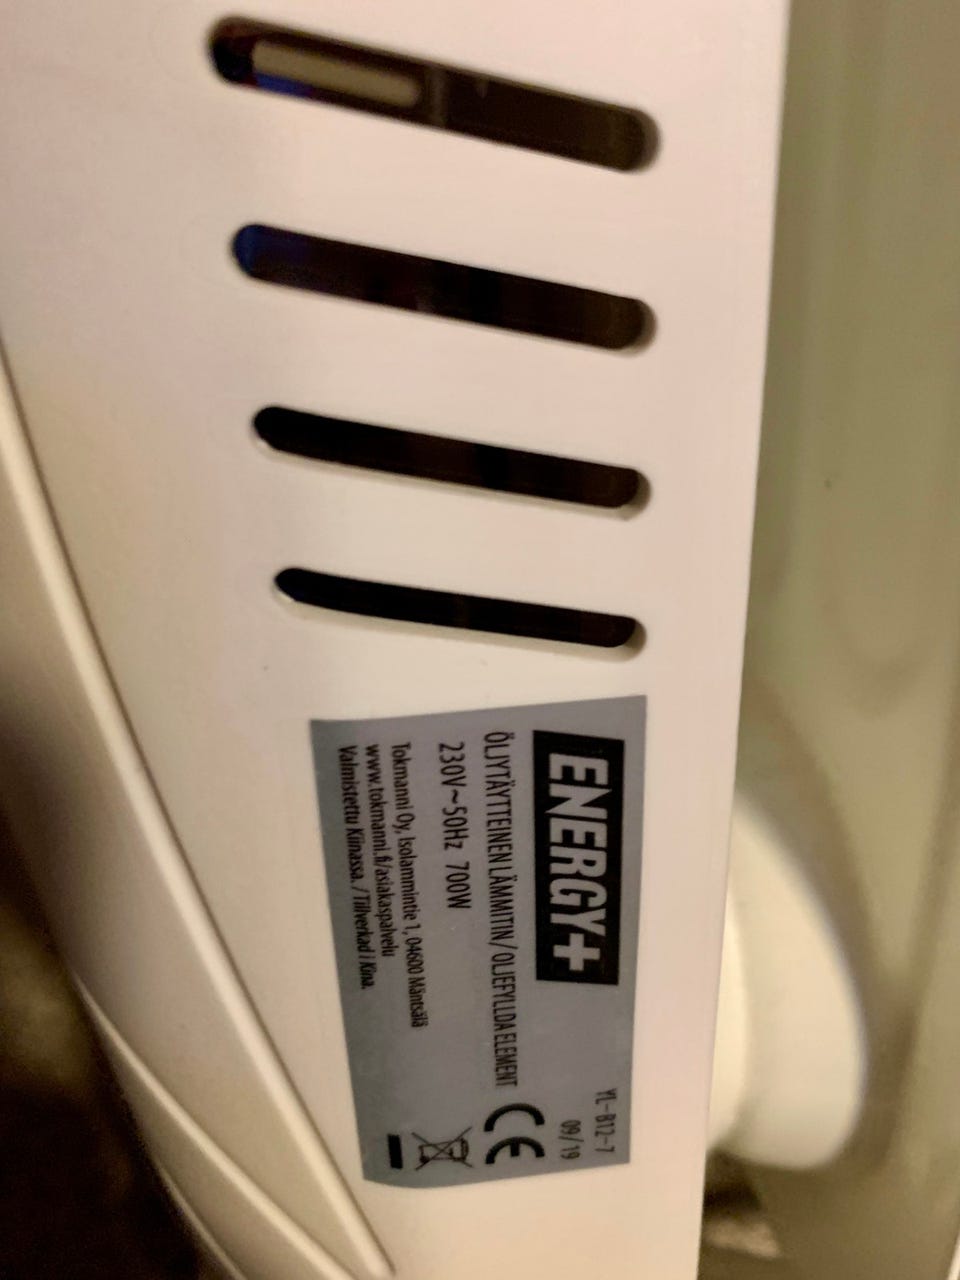 ENERGY+
YL-B12-7
09/19
ÖLJYTÄYTTEINEN LÄMMITIN/OLJEFYLLDA ELEMENT
230V~50Hz 700W
CE
Tokmanni Oy, Isolammintie 1, 04600 Mäntsälä
www.tokmanni.fi/asiakaspalvelu
Valmistettu Kiinassa. / Tillverkad i Kina.